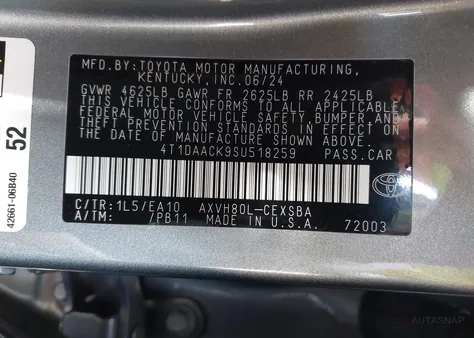 MFD.BY:TOYOTA MOTOR MANUFACTURING,
KENTUCKY,INC.06/24
GVWR 4625LB GAWR FR 2625LB RR 2425LB
THIS VEHICLE CONFORMS TO ALL APPLICABLE
FEDERAL MOTOR VEHICLE SAFETY,BUMPER,AND
THEFT PREVENTION STANDARDS IN EFFECT ON
THE DATE OF MANUFACTURE SHOWN ABOVE.
4T1DAACK9SU518259 PASS.CAR
C/TR:1L5/EA10 AXVH80L-CEXSBA
A/TM: /PB11 MADE IN U.S.A. 72003
52
42661-06B40
AUTASNAP